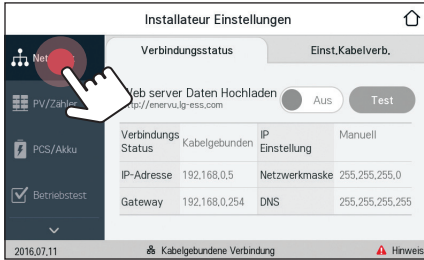 Installateur Einstellungen
Net
Verbindungsstatus
Einst.Kabelverb.
PV/Zähler
Web server Daten Hochladen
http://enervu.lg-ess.com
Aus
Test
PCS/Akku
Verbindungs Status
Kabelgebunden
IP Einstellung
Manuell
IP-Adresse
192,168,0,5
Netzwerkmaske
255,255,255,0
Betriebstest
Gateway
192,168,0,254
DNS
255,255,255,255
2016,07,11
Kabelgebundene Verbindung
Hinweis